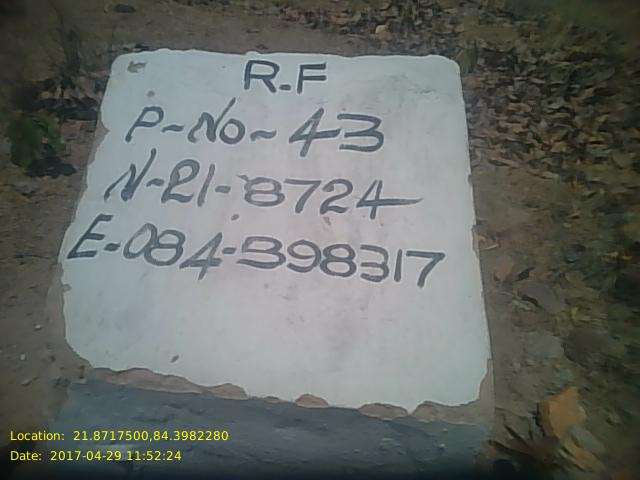 R.F
P-No-43
N-21-8724
E-084-398317
Location: 21.8717500,84.3982280
Date: 2017-04-29 11:52:24